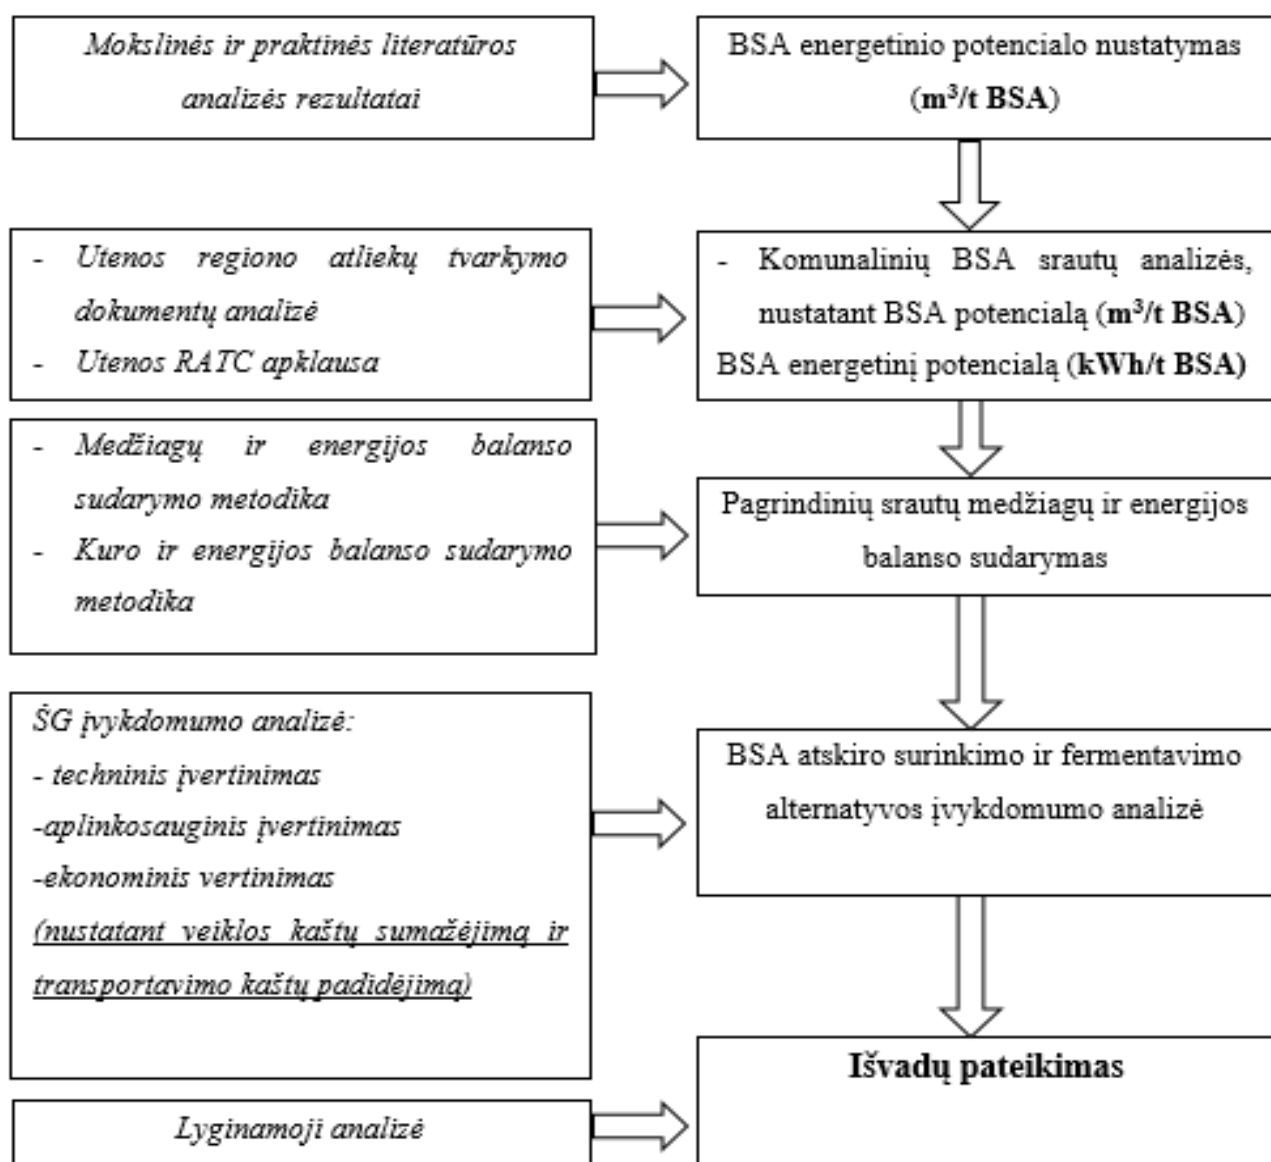 Mokslinės ir praktinės literatūros
analizės rezultatai
BSA energetinio potencialo nustatymas
(m³/t BSA)
- Utenos regiono atliekų tvarkymo
dokumentų analizė
- Utenos RATC apklausa
- Komunalinių BSA srautų analizės,
nustatant BSA potencialą (m³/t BSA)
BSA energetinį potencialą (kWh/t BSA)
- Medžiagų ir energijos balanso
sudarymo metodika
- Kuro ir energijos balanso sudarymo
metodika
Pagrindinių srautų medžiagų ir energijos
balanso sudarymas
ŠG įvykdomumo analizė:
- techninis įvertinimas
-aplinkosauginis įvertinimas
-ekonominis vertinimas
(nustatant veiklos kaštų sumažėjimą ir
transportavimo kaštų padidėjimą)
BSA atskiro surinkimo ir fermentavimo
alternatyvos įvykdomumo analizė
Lyginamoji analizė
Išvadų pateikimas